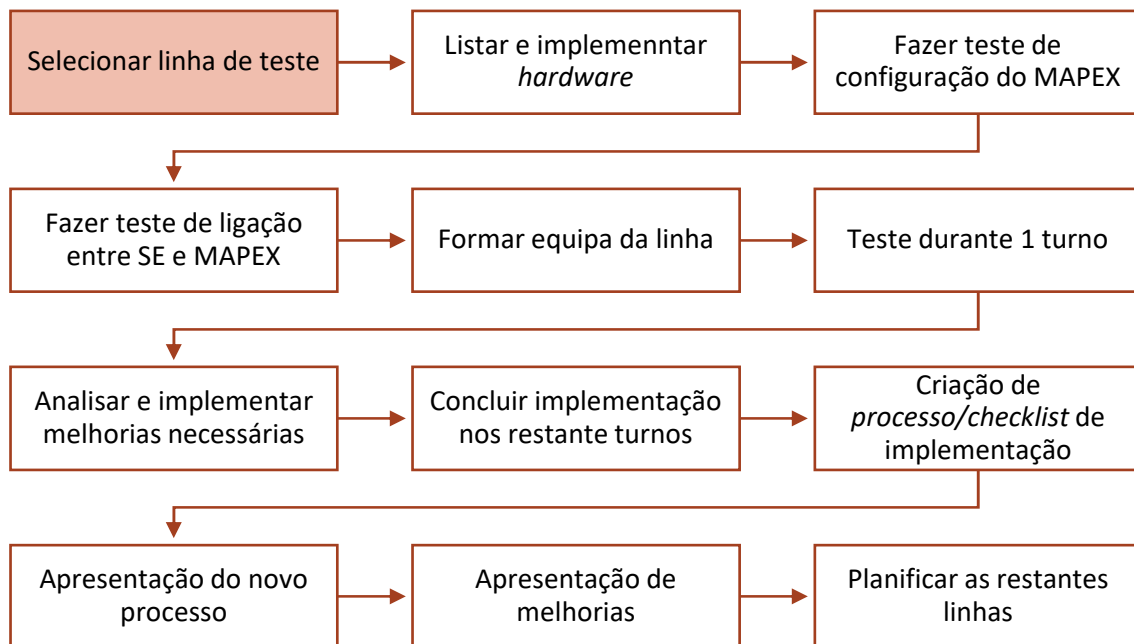 Selecionar linha de teste
Listar e implemenntar
hardware
Fazer teste de
configuração do MAPEX
Fazer teste de ligação
entre SE e MAPEX
Formar equipa da linha
Teste durante 1 turno
Analisar e implementar
melhorias necessárias
Concluir implementação
nos restante turnos
Criação de
processo/checklist de
implementação
Apresentação do novo
processo
Apresentação de
melhorias
Planificar as restantes
linhas